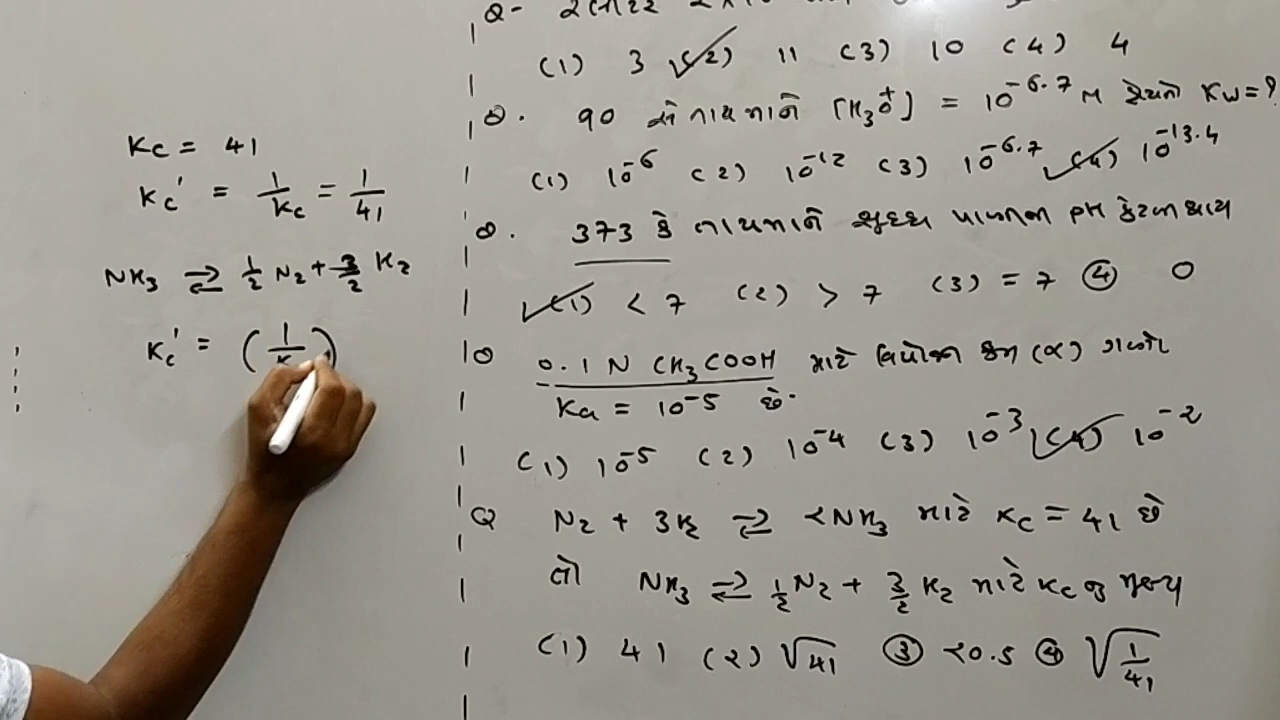 Kc = 41
Kc' = 1/Kc = 1/41
NH3 ⇌ 1/2 N2 + 3/2 H2
Kc' = (1/K)
Q-
(1) 3 (2) 11 (3) 10 (4) 4
Q. 90 સે તાપમાને [H3O+] = 10^-6.7 M હોયતો Kw = ?
(1) 10^-6 (2) 10^-12 (3) 10^-6.7 (4) 10^-13.4
Q. 373 કે તાપમાને શુદ્ધ પાણીના PH કેટલા થાય
(1) < 7 (2) > 7 (3) = 7 ④ 0
10 0.1 N CH3COOH માટે વિયોજન અંશ (α) ગણો
Ka = 10^-5 છે.
(1) 10^-5 (2) 10^-4 (3) 10^-3 (4) 10^-2
Q N2 + 3H2 ⇌ 2NH3 માટે Kc = 41 છે
તો NH3 ⇌ 1/2 N2 + 3/2 H2 માટે Kc નુ મૂલ્ય
(1) 41 (2) √41 ③ 20.5 ④ √(1/41)